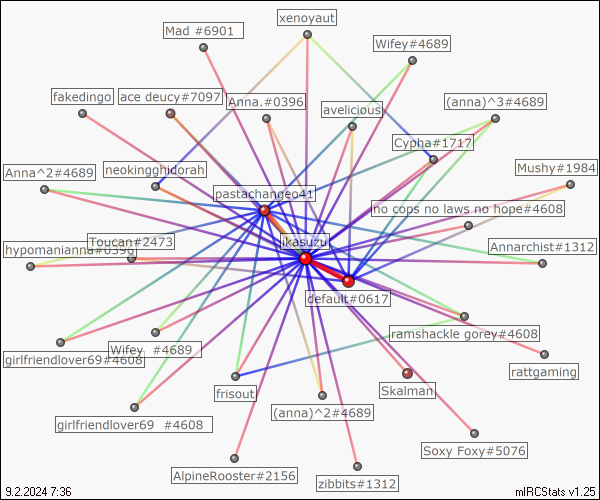 xenoyaut
Mad #6901
Wifey#4689
fakedingo
ace deucy#7097
Anna.#0396
avelicious
(anna)^3#4689
Cypha#1717
Anna^2#4689
neokingghidorah
Mushy#1984
pastachangeo41
no cops no laws no hope#4608
ikasuzu
Toucan#2473
hypomanianna#0396
Annarchist#1312
default#0617
ramshackle gorey#4608
Wifey #4689
girlfriendlover69#4608
rattgaming
frisout
Skalman
(anna)^2#4689
girlfriendlover69 #4608
Soxy Foxy#5076
AlpineRooster#2156
zibbits#1312
9.2.2024 7:36
mIRCStats v1.25